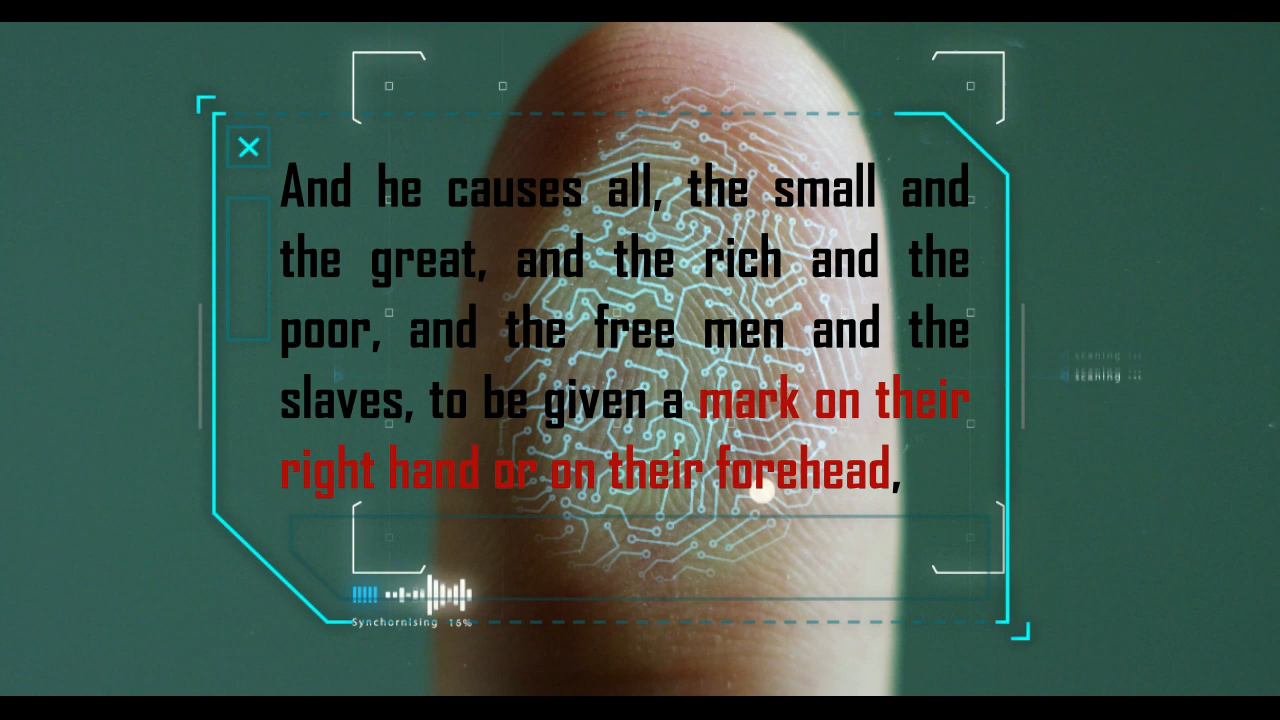 And he causes all, the small and
the great, and the rich and the
poor, and the free men and the
slaves, to be given a mark on their
right hand or on their forehead,
Synchornising 16%